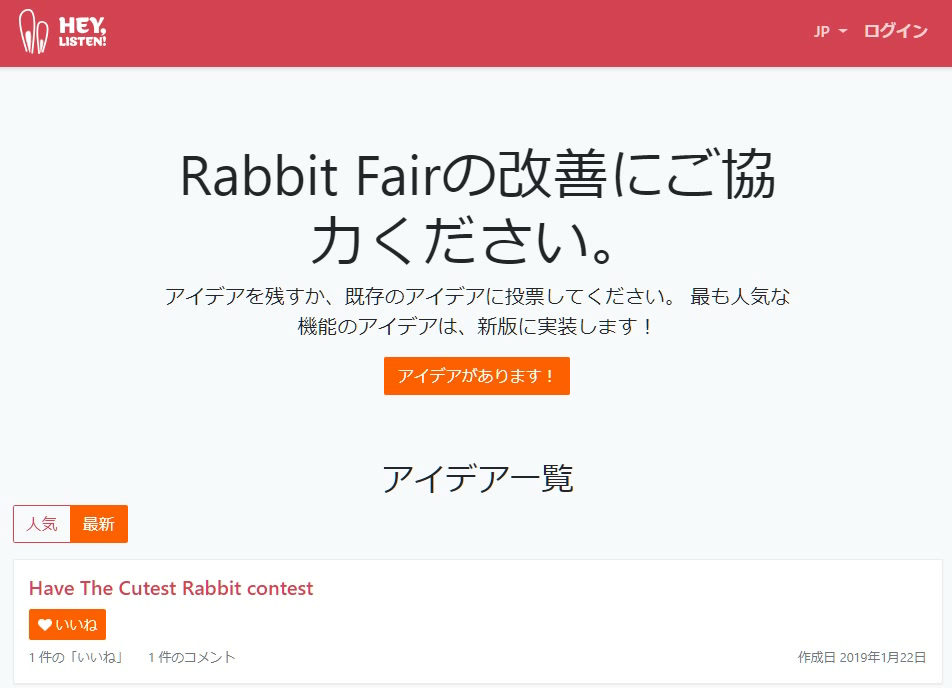 HEY,
LISTEN!
JP
ログイン
Rabbit Fairの改善にご協
力ください。
アイデアを残すか、既存のアイデアに投票してください。 最も人気な
機能のアイデアは、新版に実装します！
アイデアがあります！
アイデア一覧
人気 最新
Have The Cutest Rabbit contest
いいね
1 件の「いいね」 1 件のコメント 作成日 2019年1月22日